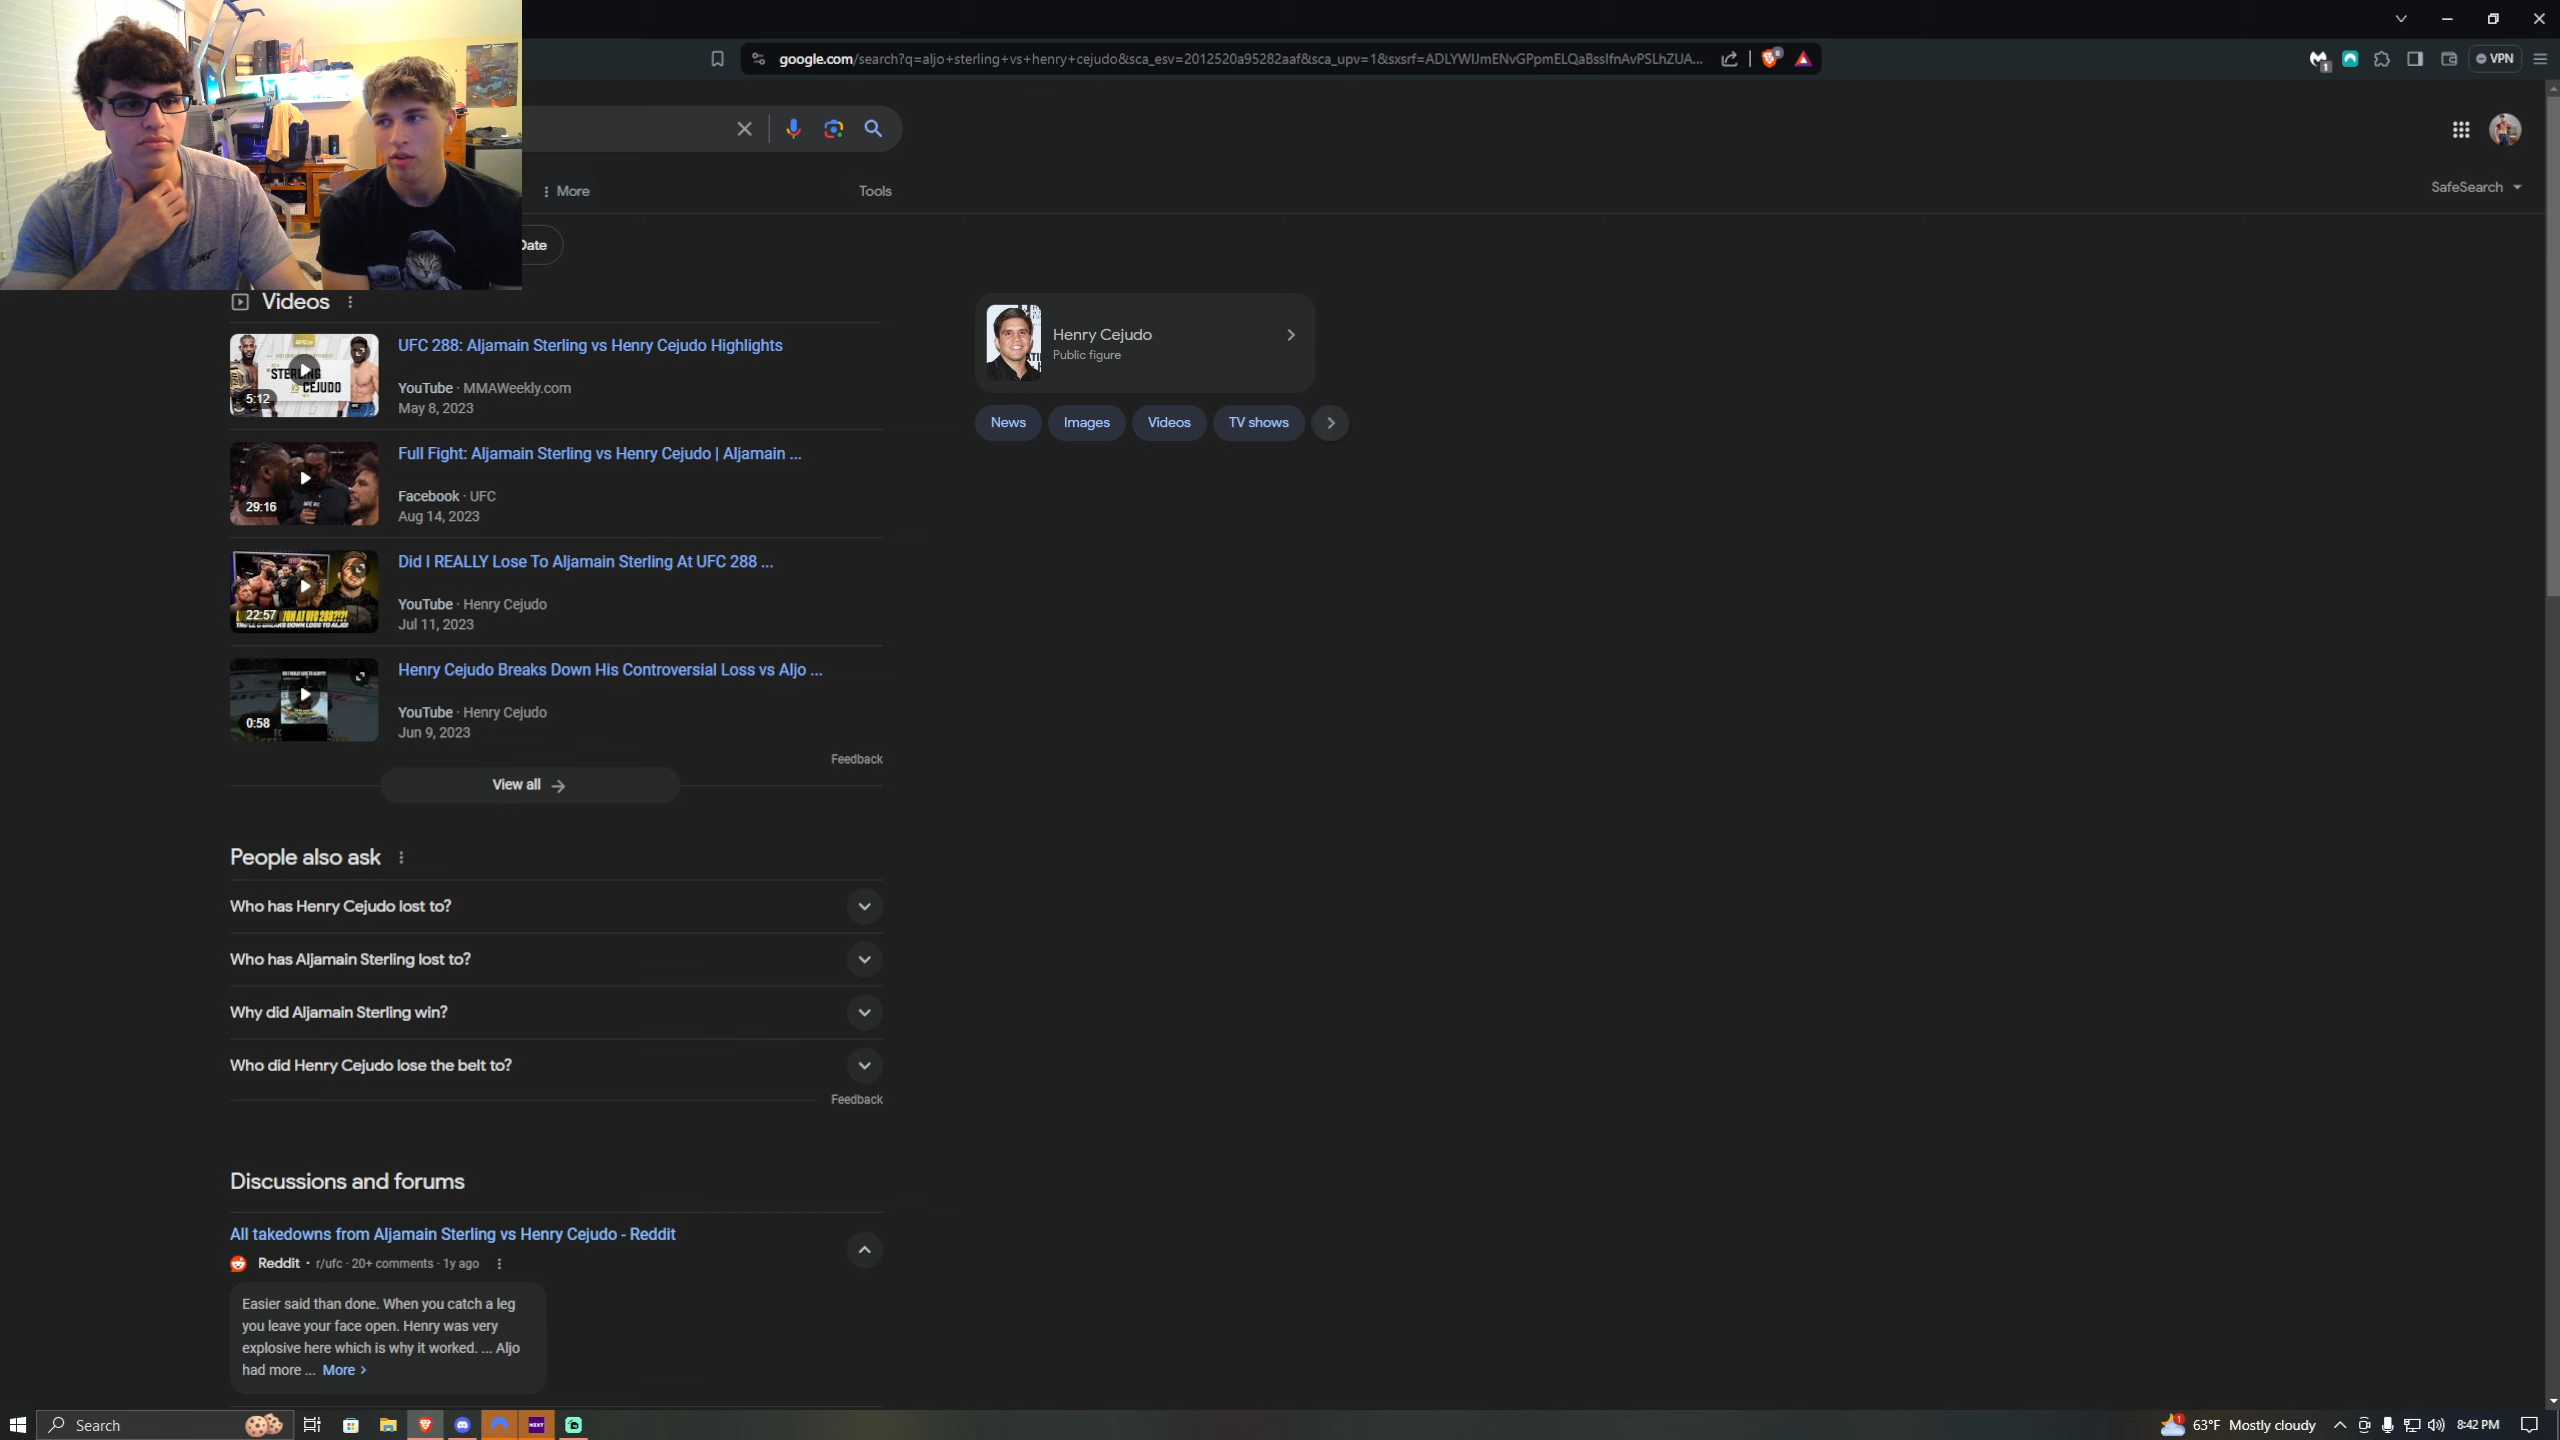 google.com/search?q=aljo+sterling+vs+henry+cejudo&sca_esv=2012520a95282aaf&sca_upv=1&sxsrf=ADLYWIJmENvGPpmELQaBssIfnAvPSLhZUA...
VPN
More
Tools
SafeSearch
Date
Videos
UFC 288: Aljamain Sterling vs Henry Cejudo Highlights
YouTube · MMAWeekly.com
May 8, 2023
STERLING
VS CEJUDO
5:12
Full Fight: Aljamain Sterling vs Henry Cejudo | Aljamain ...
Facebook · UFC
Aug 14, 2023
29:16
Did I REALLY Lose To Aljamain Sterling At UFC 288 ...
YouTube · Henry Cejudo
Jul 11, 2023
22:57
Henry Cejudo Breaks Down His Controversial Loss vs Aljo ...
YouTube · Henry Cejudo
Jun 9, 2023
0:58
Feedback
View all
Henry Cejudo
Public figure
News
Images
Videos
TV shows
People also ask
Who has Henry Cejudo lost to?
Who has Aljamain Sterling lost to?
Why did Aljamain Sterling win?
Who did Henry Cejudo lose the belt to?
Feedback
Discussions and forums
All takedowns from Aljamain Sterling vs Henry Cejudo - Reddit
Reddit · r/ufc · 20+ comments · 1y ago
Easier said than done. When you catch a leg
you leave your face open. Henry was very
explosive here which is why it worked. ... Aljo
had more ... More >
Search
NZXT
1
63°F Mostly cloudy
8:42 PM